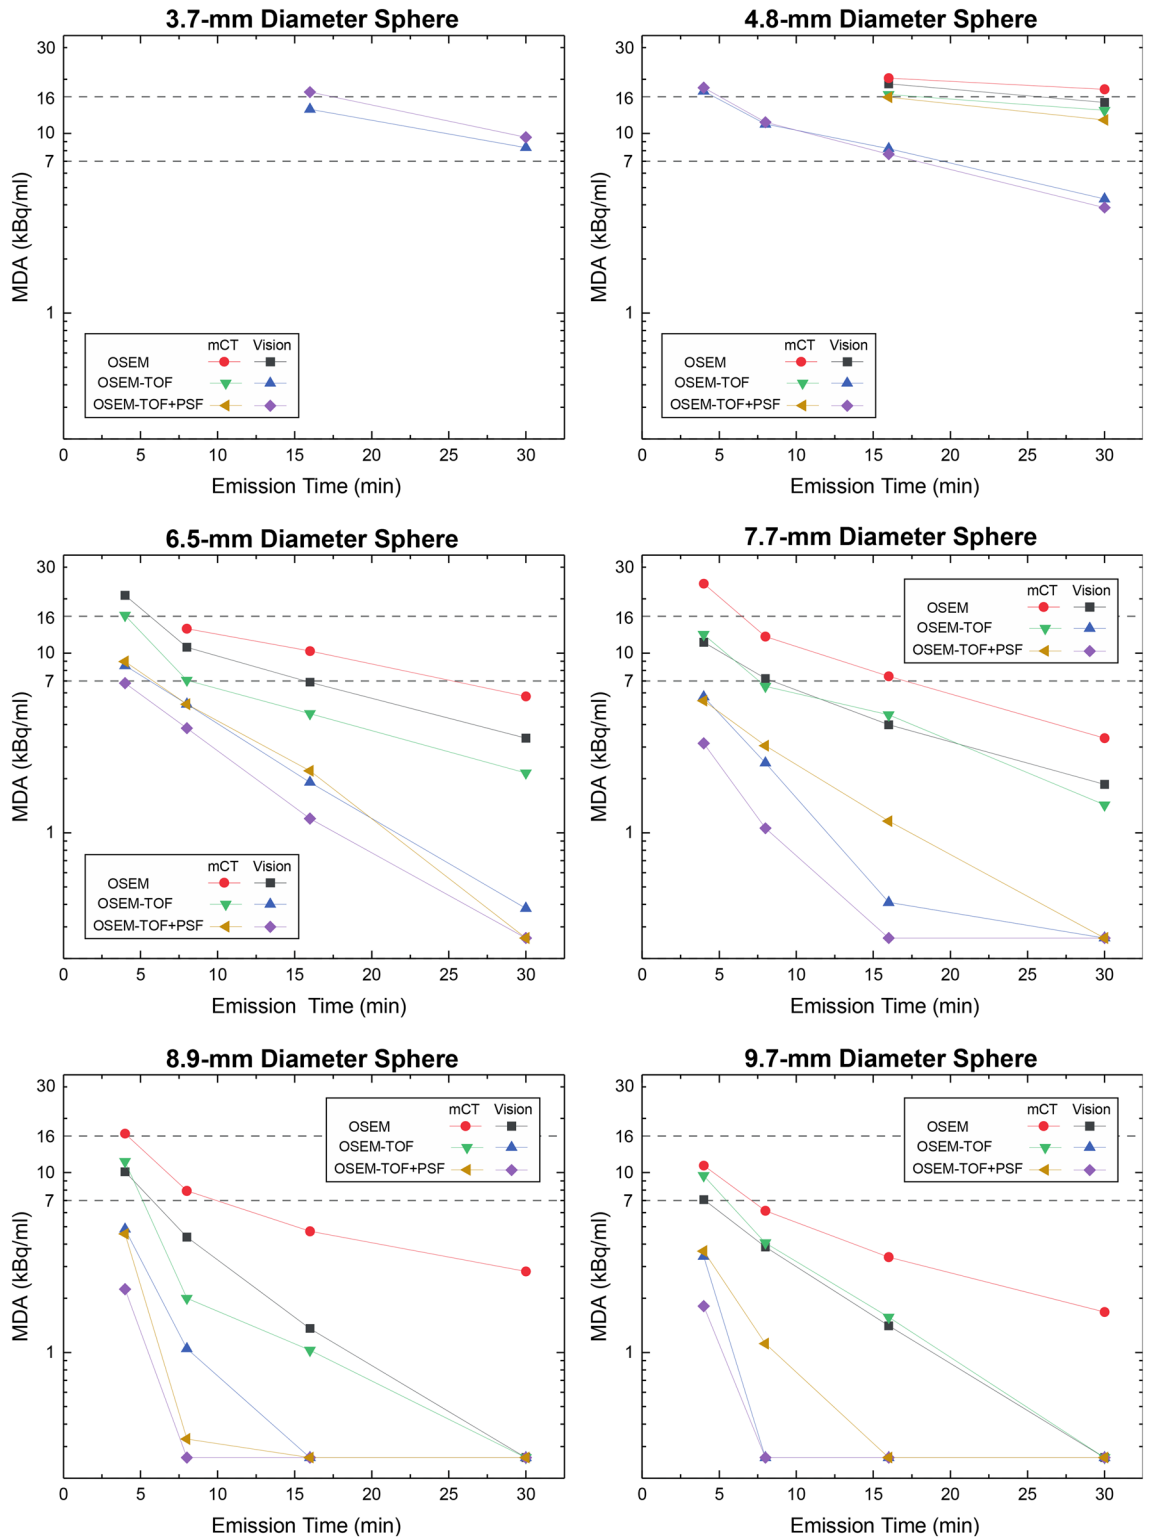 3.7-mm Diameter Sphere
MDA (kBq/ml)
30
16
10
7
1
mCT Vision
OSEM
OSEM-TOF
OSEM-TOF+PSF
0 5 10 15 20 25 30
Emission Time (min)
4.8-mm Diameter Sphere
MDA (kBq/ml)
30
16
10
7
1
mCT Vision
OSEM
OSEM-TOF
OSEM-TOF+PSF
0 5 10 15 20 25 30
Emission Time (min)
6.5-mm Diameter Sphere
MDA (kBq/ml)
30
16
10
7
1
mCT Vision
OSEM
OSEM-TOF
OSEM-TOF+PSF
0 5 10 15 20 25 30
Emission Time (min)
7.7-mm Diameter Sphere
MDA (kBq/ml)
30
16
10
7
1
mCT Vision
OSEM
OSEM-TOF
OSEM-TOF+PSF
0 5 10 15 20 25 30
Emission Time (min)
8.9-mm Diameter Sphere
MDA (kBq/ml)
30
16
10
7
1
mCT Vision
OSEM
OSEM-TOF
OSEM-TOF+PSF
0 5 10 15 20 25 30
Emission Time (min)
9.7-mm Diameter Sphere
MDA (kBq/ml)
30
16
10
7
1
mCT Vision
OSEM
OSEM-TOF
OSEM-TOF+PSF
0 5 10 15 20 25 30
Emission Time (min)